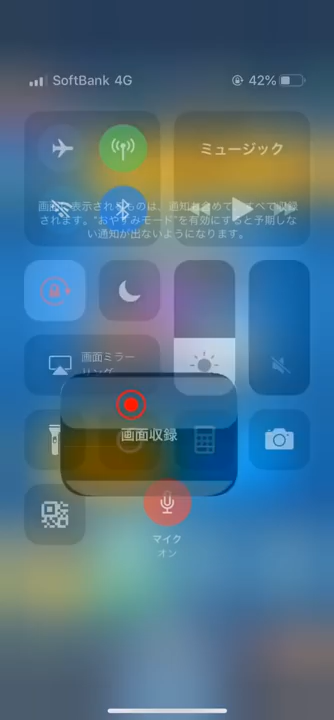 SoftBank 4G
42%
ミュージック
画面に表示されるものは、通知も含めてすべて収録
されます。"おやすみモード"を有効にすると予期しな
い通知が出ないようになります。
画面ミラー
リング
画面収録
マイク
オン